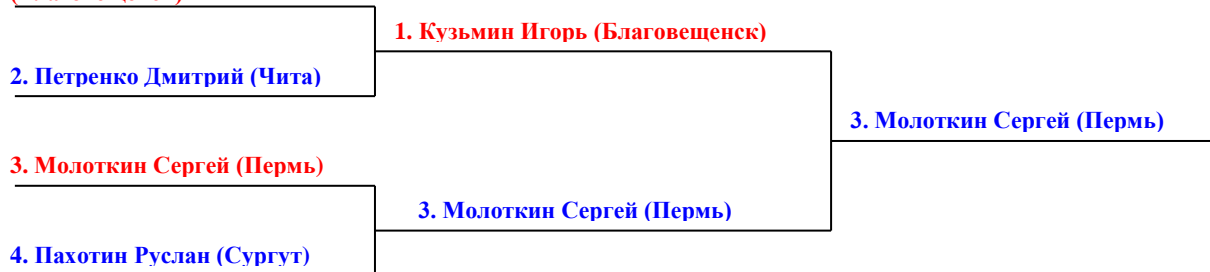 1. Кузьмин Игорь (Благовещенск)
2. Петренко Дмитрий (Чита)
3. Молоткин Сергей (Пермь)
3. Молоткин Сергей (Пермь)
3. Молоткин Сергей (Пермь)
4. Пахотин Руслан (Сургут)